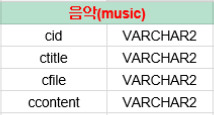 음악(music)
cid VARCHAR2
ctitle VARCHAR2
cfile VARCHAR2
ccontent VARCHAR2